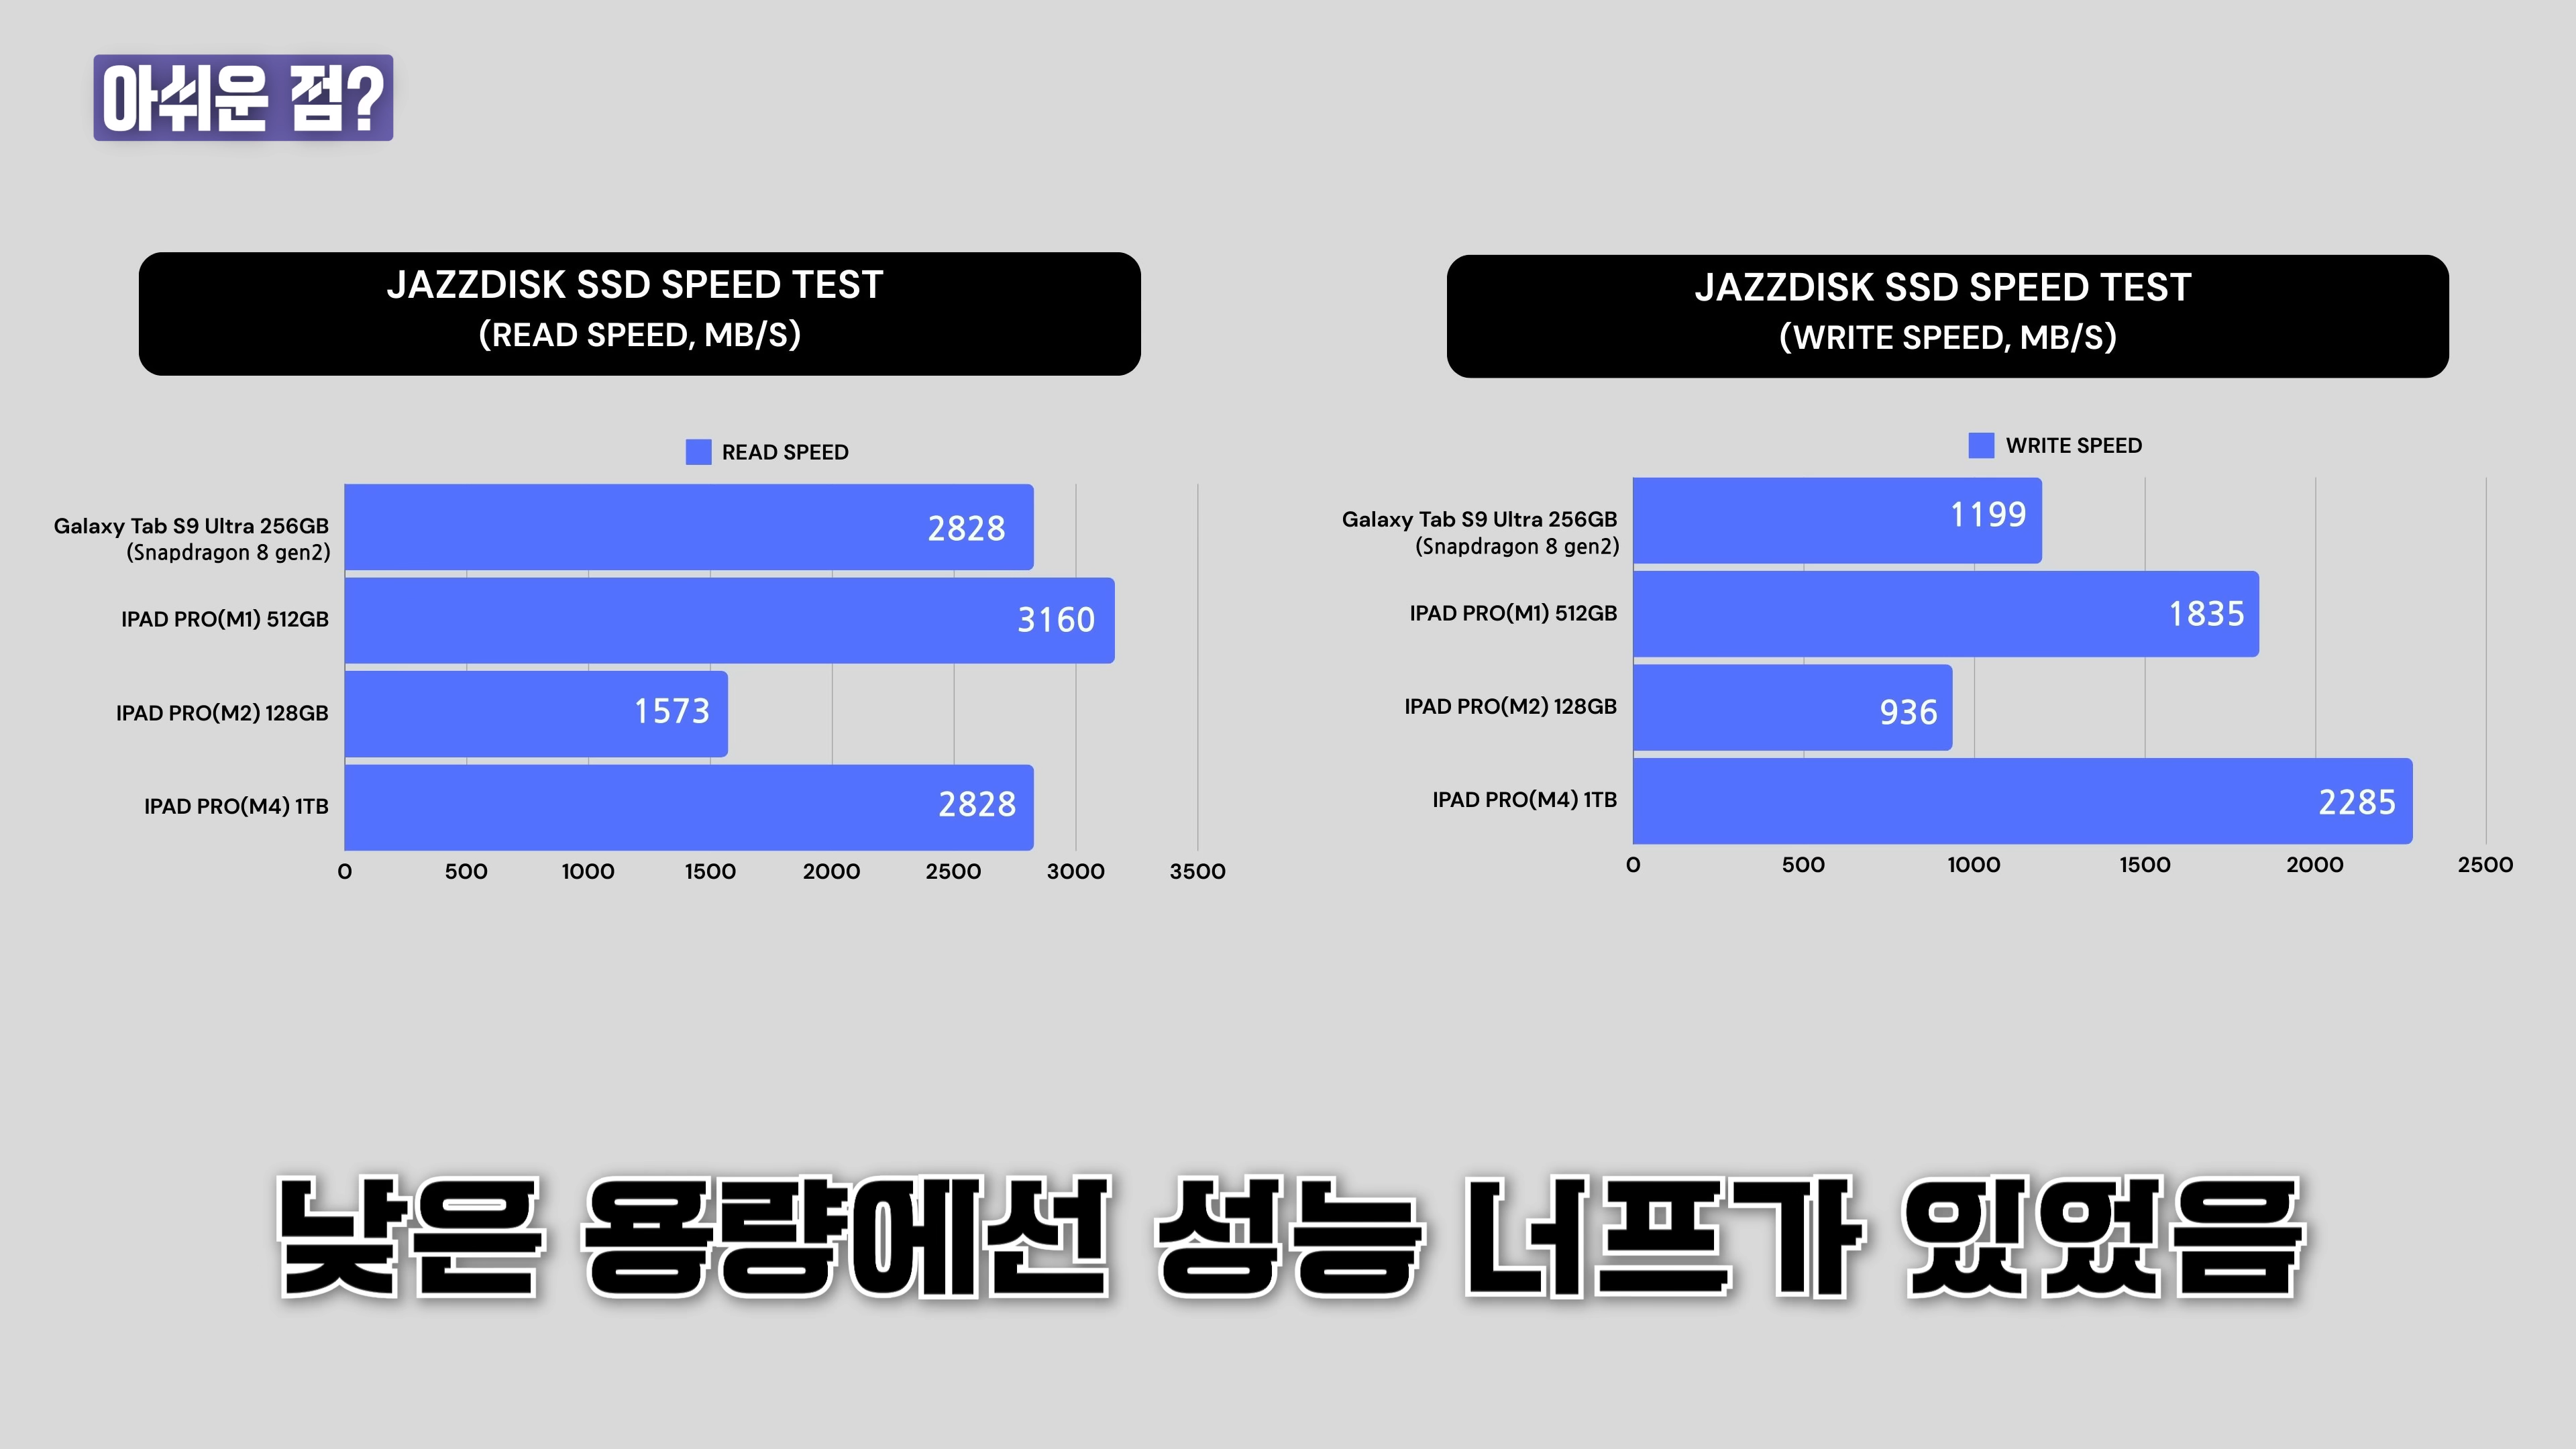 아쉬운 점?
JAZZDISK SSD SPEED TEST
(READ SPEED, MB/S)
READ SPEED
Galaxy Tab S9 Ultra 256GB
(Snapdragon 8 gen2)
2828
IPAD PRO(M1) 512GB
3160
IPAD PRO(M2) 128GB
1573
IPAD PRO(M4) 1TB
2828
0 500 1000 1500 2000 2500 3000 3500
JAZZDISK SSD SPEED TEST
(WRITE SPEED, MB/S)
WRITE SPEED
Galaxy Tab S9 Ultra 256GB
(Snapdragon 8 gen2)
1199
IPAD PRO(M1) 512GB
1835
IPAD PRO(M2) 128GB
936
IPAD PRO(M4) 1TB
2285
0 500 1000 1500 2000 2500
낮은 용량에선 성능 너프가 있었음